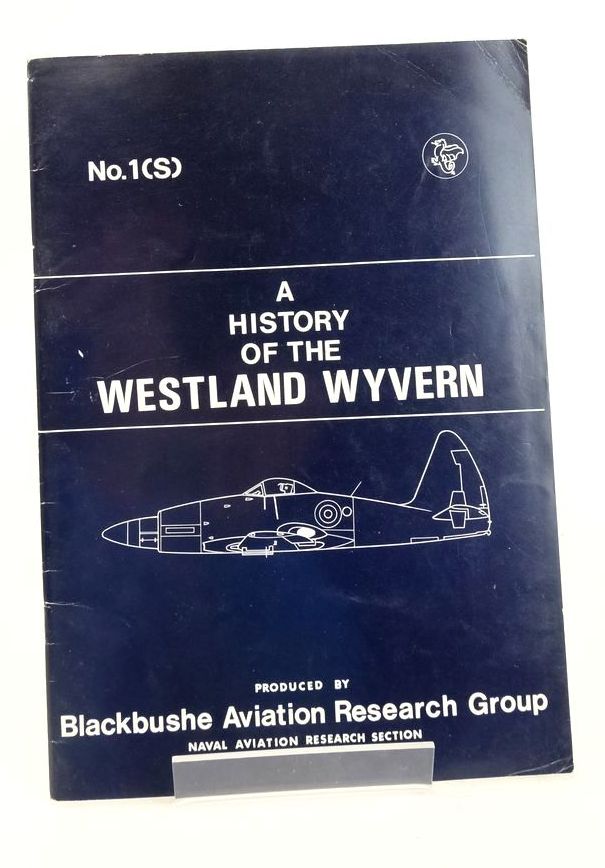 No.1(S)
A
HISTORY
OF THE
WESTLAND WYVERN
PRODUCED BY
Blackbushe Aviation Research Group
NAVAL AVIATION RESEARCH SECTION